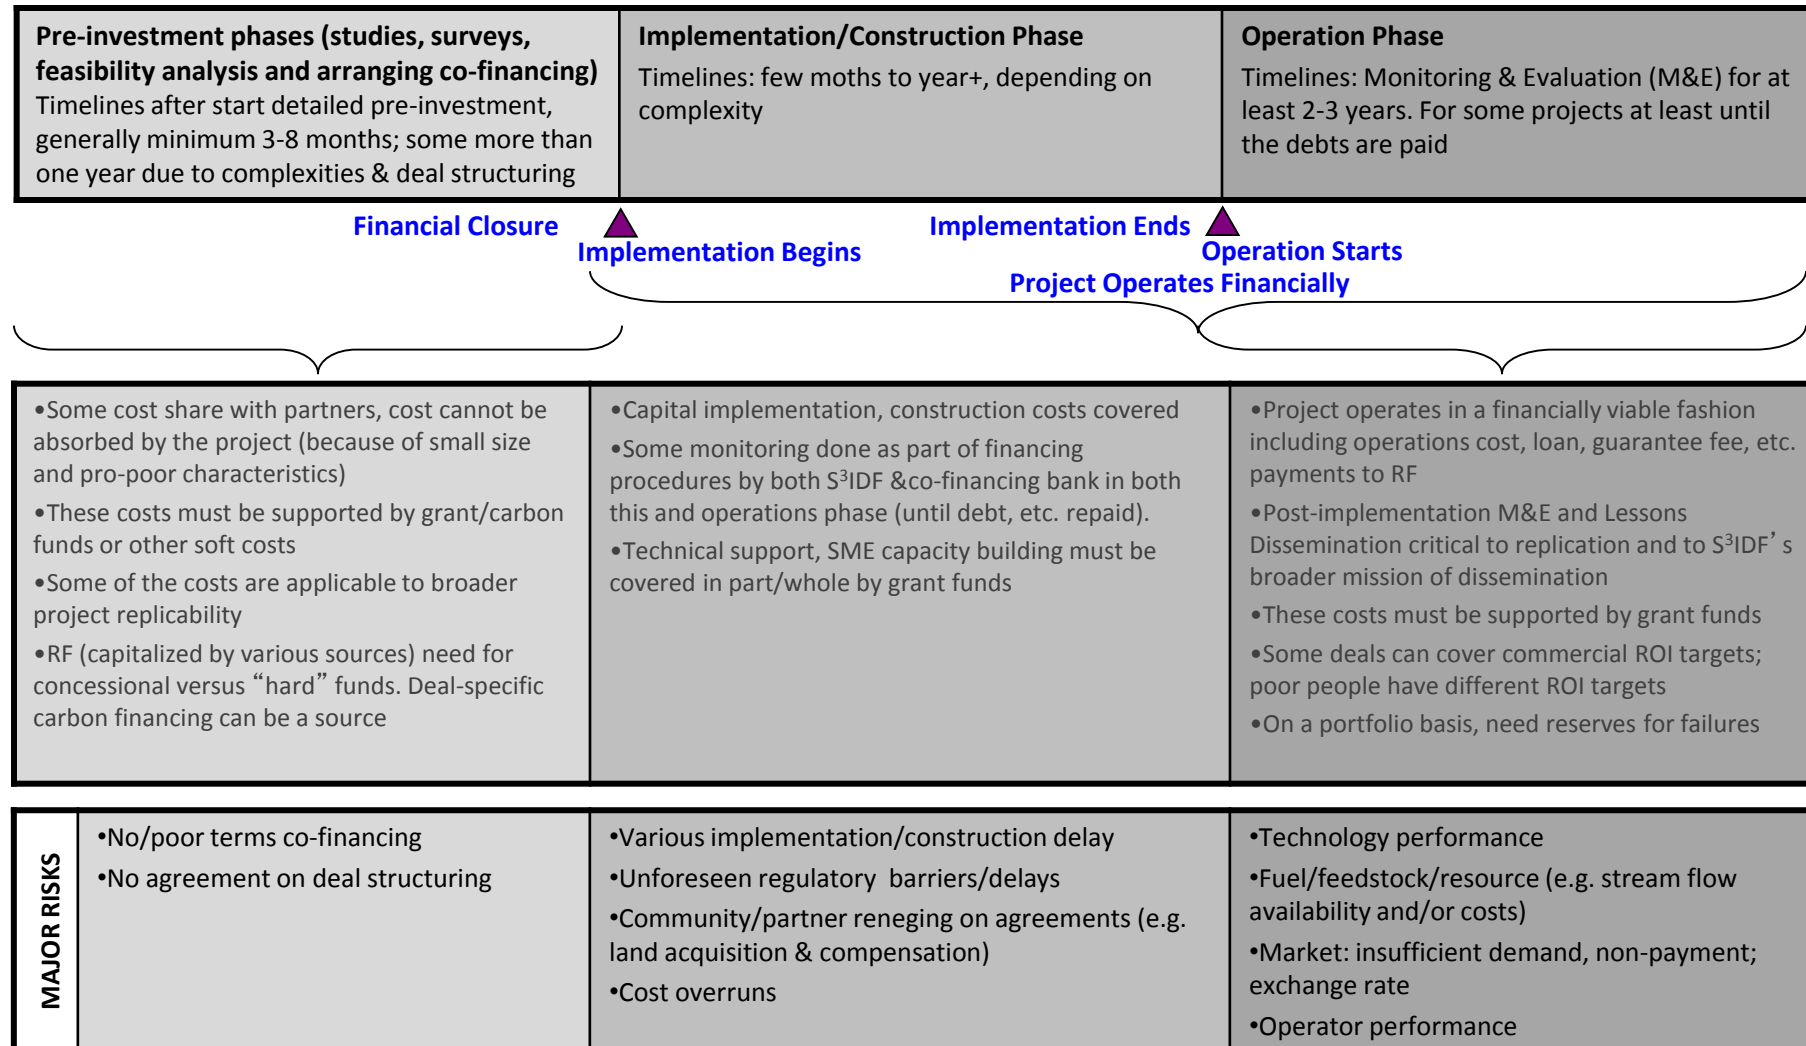 Pre-investment phases (studies, surveys,
feasibility analysis and arranging co-financing)
Timelines after start detailed pre-investment,
generally minimum 3-8 months; some more than
one year due to complexities & deal structuring
Implementation/Construction Phase
Timelines: few moths to year+, depending on
complexity
Operation Phase
Timelines: Monitoring & Evaluation (M&E) for at
least 2-3 years. For some projects at least until
the debts are paid
Financial Closure
Implementation Begins
Implementation Ends
Operation Starts
Project Operates Financially
•Some cost share with partners, cost cannot be
absorbed by the project (because of small size
and pro-poor characteristics)
•These costs must be supported by grant/carbon
funds or other soft costs
•Some of the costs are applicable to broader
project replicability
•RF (capitalized by various sources) need for
concessional versus “hard” funds. Deal-specific
carbon financing can be a source
•Capital implementation, construction costs covered
•Some monitoring done as part of financing
procedures by both S³IDF &co-financing bank in both
this and operations phase (until debt, etc. repaid).
•Technical support, SME capacity building must be
covered in part/whole by grant funds
•Project operates in a financially viable fashion
including operations cost, loan, guarantee fee, etc.
payments to RF
•Post-implementation M&E and Lessons
Dissemination critical to replication and to S³IDF’s
broader mission of dissemination
•These costs must be supported by grant funds
•Some deals can cover commercial ROI targets;
poor people have different ROI targets
•On a portfolio basis, need reserves for failures
MAJOR RISKS
•No/poor terms co-financing
•No agreement on deal structuring
•Various implementation/construction delay
•Unforeseen regulatory barriers/delays
•Community/partner reneging on agreements (e.g.
land acquisition & compensation)
•Cost overruns
•Technology performance
•Fuel/feedstock/resource (e.g. stream flow
availability and/or costs)
•Market: insufficient demand, non-payment;
exchange rate
•Operator performance